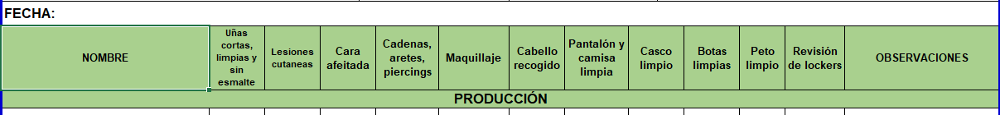 FECHA:
NOMBRE
Uñas
cortas,
limpias y
sin
esmalte
Lesiones
cutaneas
Cara
afeitada
Cadenas,
aretes,
piercings
Maquillaje
Cabello
recogido
Pantalón y
camisa
limpia
Casco
limpio
Botas
limpias
Peto
limpio
Revisión
de lockers
OBSERVACIONES
PRODUCCIÓN